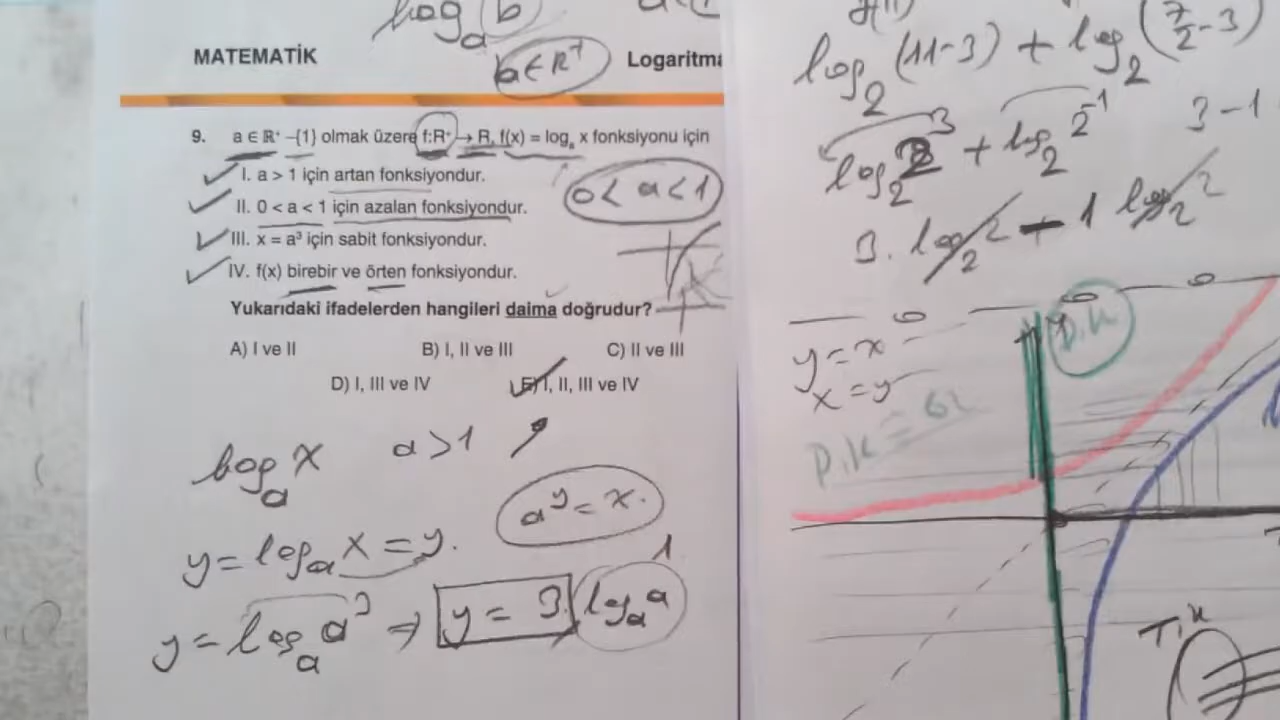 log_a(b)
b ∈ R⁺
MATEMATİK
Logaritma
9. a ∈ R⁺ –{1} olmak üzere f:R⁺ → R, f(x) = logₐ x fonksiyonu için
I. a > 1 için artan fonksiyondur.
II. 0 < a < 1 için azalan fonksiyondur.
0 < a < 1
III. x = a³ için sabit fonksiyondur.
IV. f(x) birebir ve örten fonksiyondur.
Yukarıdaki ifadelerden hangileri daima doğrudur?
A) I ve II B) I, II ve III C) II ve III
D) I, III ve IV E) I, II, III ve IV
logₐ x a > 1
a^y = x.
y = logₐ x = y.
y = logₐ a³ ⇒ y = 3. logₐ a 1
log₂(11-3) + log₂(7/2 - 3)
log₂ 2³ + log₂ 2⁻¹ 3 - 1
3. log₂ 2 - 1 log₂ 2
y = x
x = y
D.K